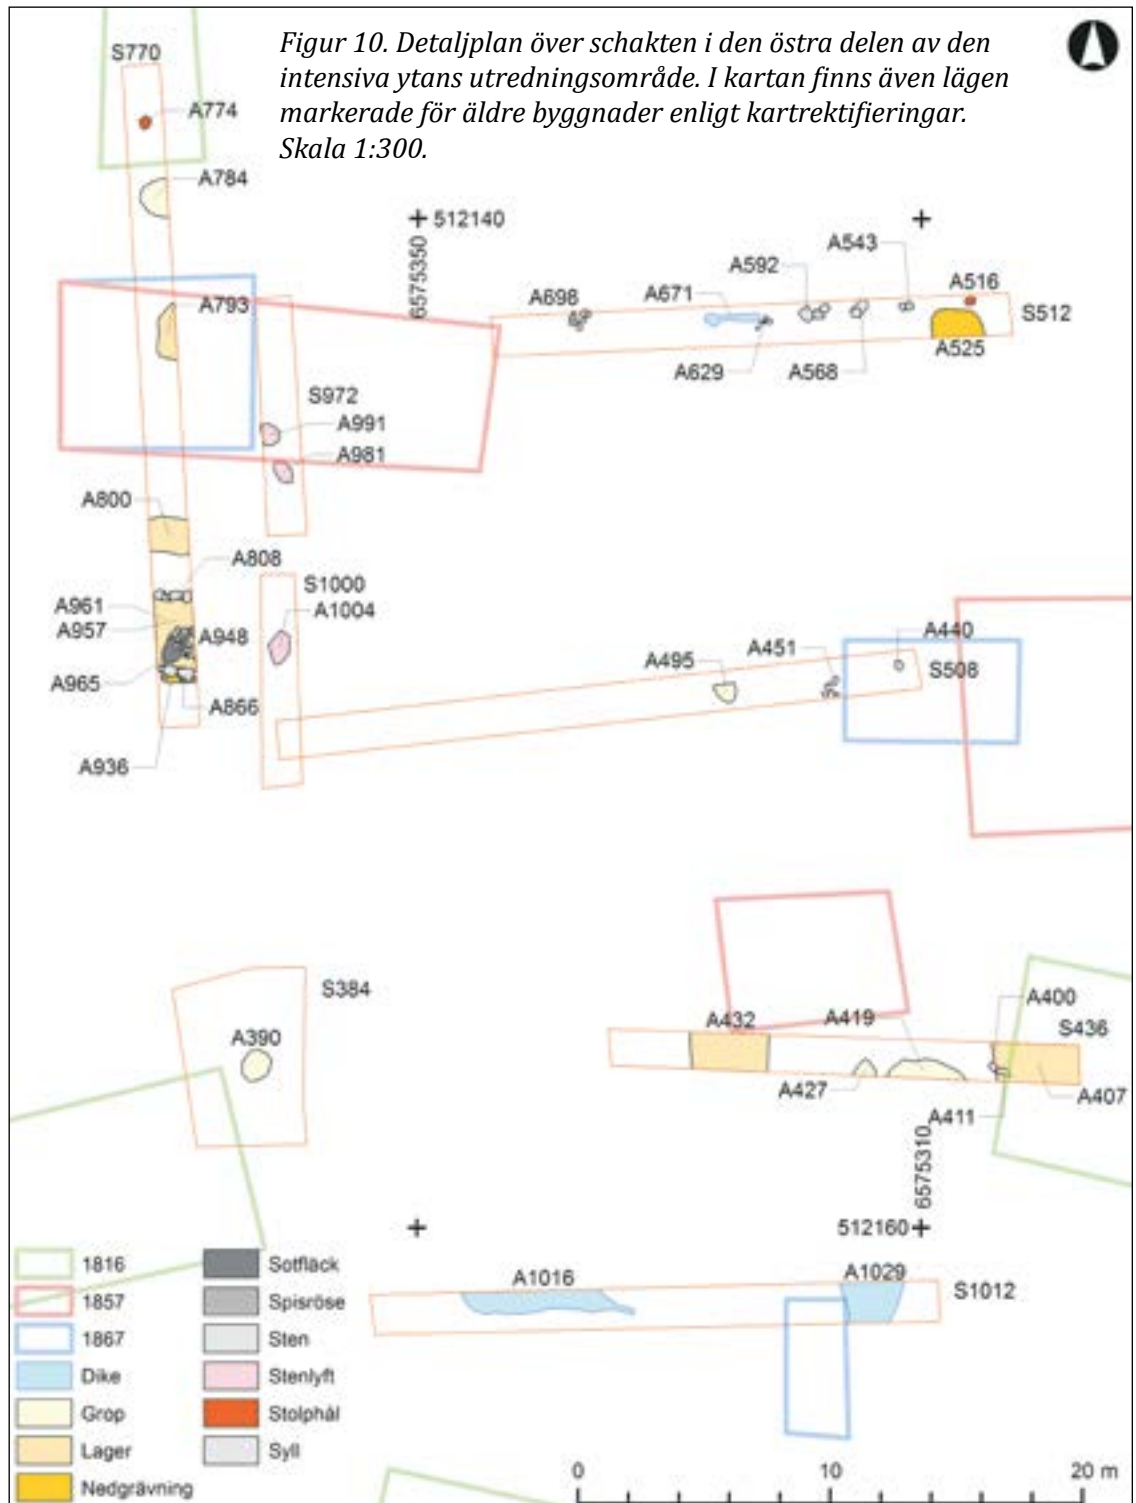 Figur 10. Detaljplan över schakten i den östra delen av den
intensiva ytans utredningsområde. I kartan finns även lägen
markerade för äldre byggnader enligt kartrektifieringar.
Skala 1:300.
S770
A774
A784
512140
6575350
A543
A592
A516
A698
A671
S512
A793
A629
A568
A525
S972
A991
A981
A800
A808
S1000
A961
A1004
A957
A948
A440
A451
A495
S508
A965
A866
A936
S384
A400
A432
A419
S436
A390
A427
A407
A411
6575310
512160
A1016
A1029
S1012
1816
1857
1867
Dike
Grop
Lager
Nedgrävning
Sotfläck
Spisröse
Sten
Stenlyft
Stolphål
Syll
0
10
20 m